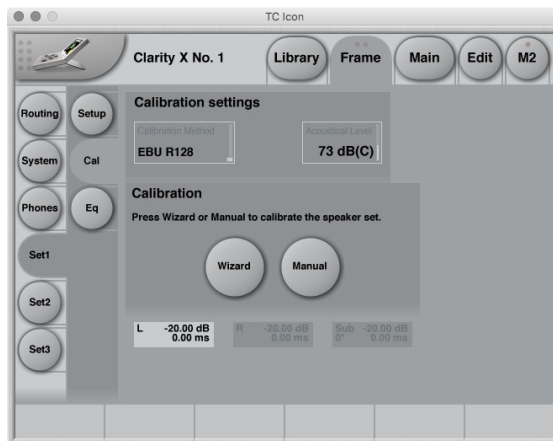 TC Icon
Clarity X No. 1
Library
Frame
Main
Edit
M2
Routing
Setup
Calibration settings
Calibration Method
EBU R128
Acoustical Level
73 dB(C)
System
Cal
Phones
Eq
Calibration
Press Wizard or Manual to calibrate the speaker set.
Set1
Wizard
Manual
Set2
L -20.00 dB
0.00 ms
R -20.00 dB
0.00 ms
Sub -20.00 dB
0° 0.00 ms
Set3